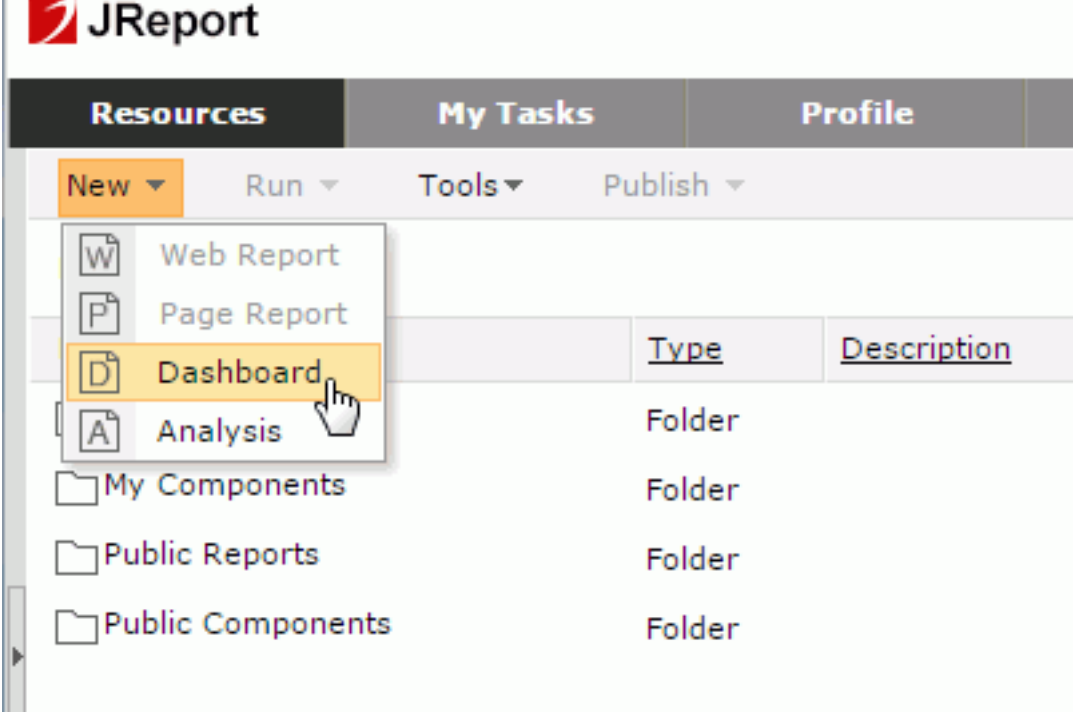 JReport
Resources My Tasks Profile
New Run Tools Publish
W Web Report
P Page Report
Type Description
D Dashboard
Folder
A Analysis
My Components Folder
Public Reports Folder
Public Components Folder